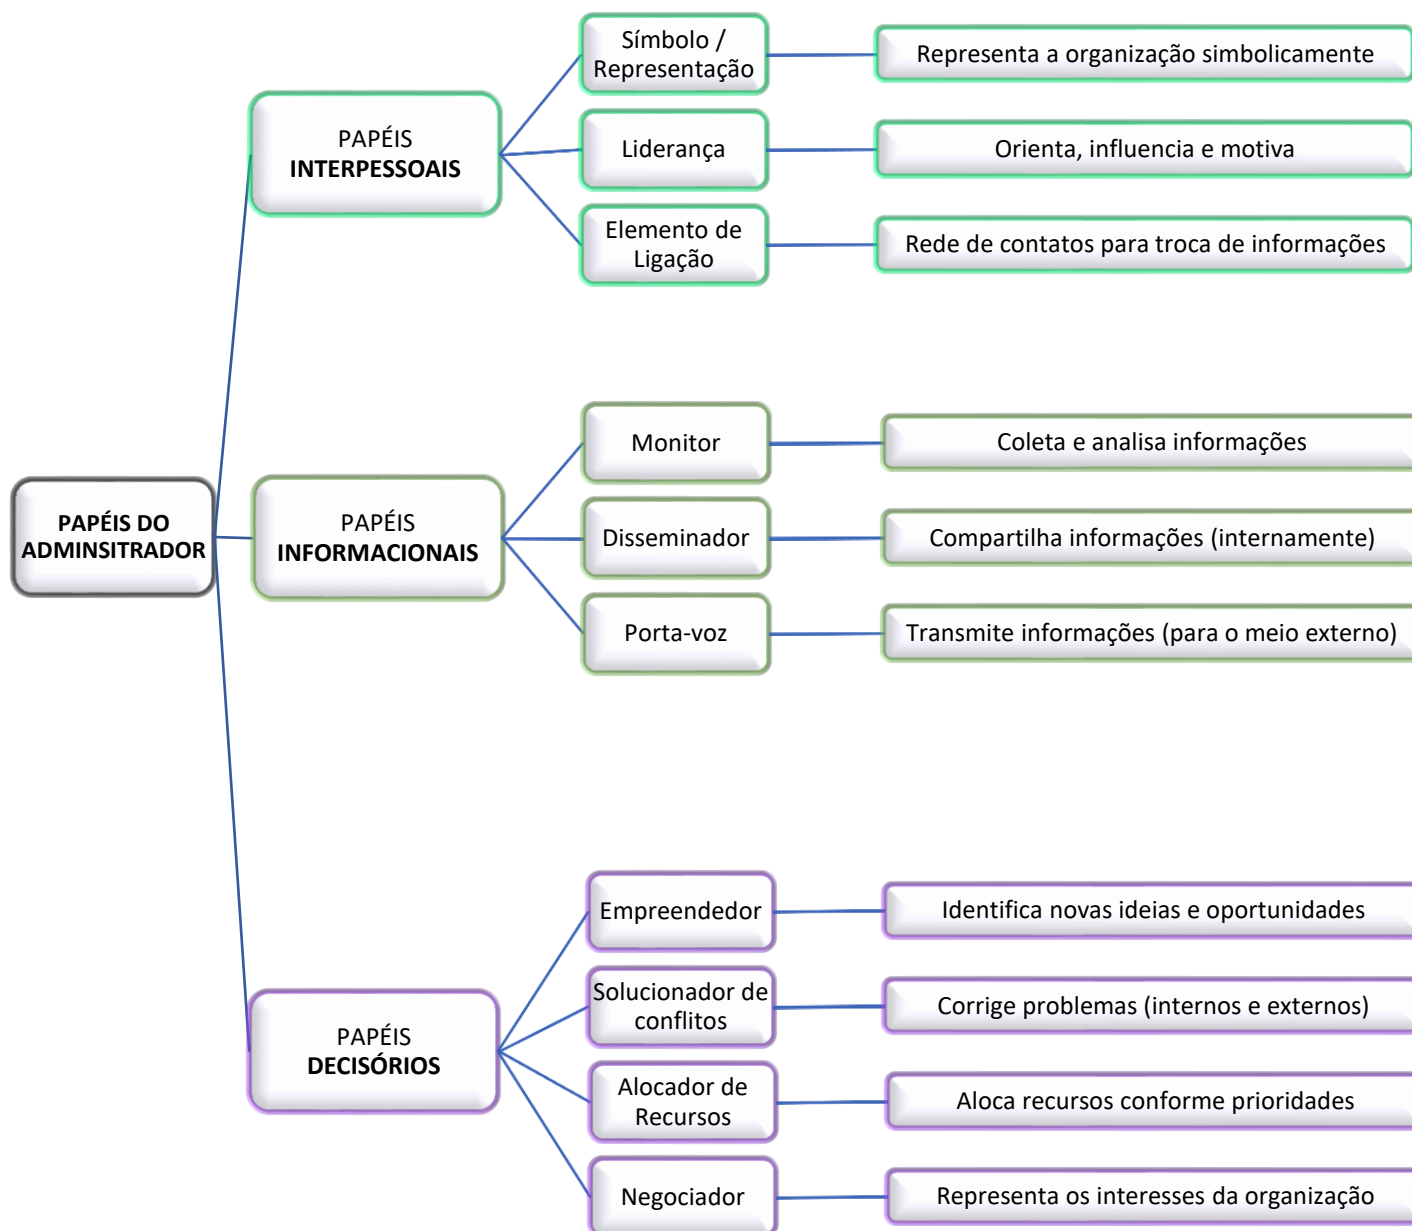 PAPÉIS DO
ADMINSITRADOR
PAPÉIS
INTERPESSOAIS
Símbolo /
Representação
Representa a organização simbolicamente
Liderança
Orienta, influencia e motiva
Elemento de
Ligação
Rede de contatos para troca de informações
PAPÉIS
INFORMACIONAIS
Monitor
Coleta e analisa informações
Disseminador
Compartilha informações (internamente)
Porta-voz
Transmite informações (para o meio externo)
PAPÉIS
DECISÓRIOS
Empreendedor
Identifica novas ideias e oportunidades
Solucionador de
conflitos
Corrige problemas (internos e externos)
Alocador de
Recursos
Aloca recursos conforme prioridades
Negociador
Representa os interesses da organização